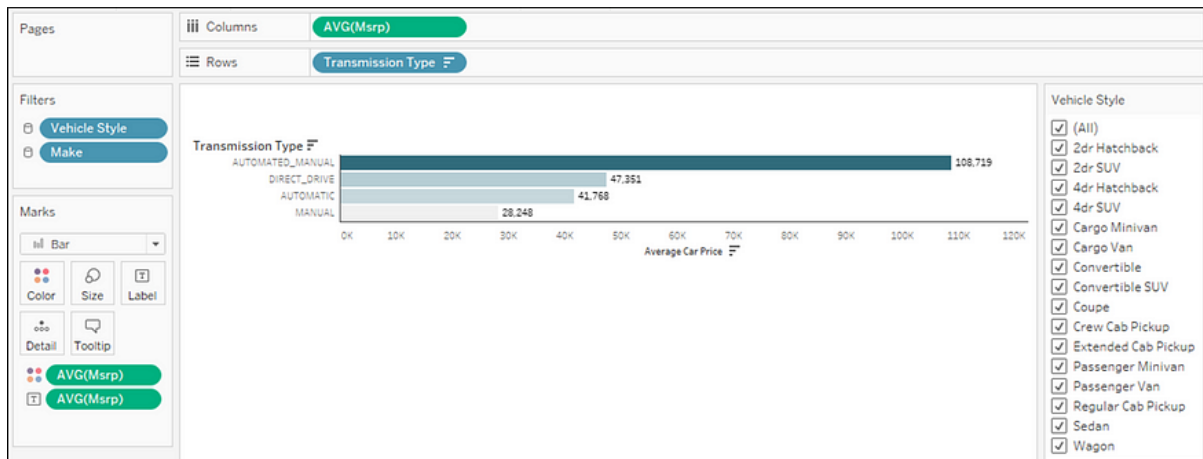 Pages
Columns
AVG(Msrp)
Rows
Transmission Type
Filters
Vehicle Style
Make
Marks
Bar
Color
Size
Label
Detail
Tooltip
AVG(Msrp)
AVG(Msrp)
Transmission Type
AUTOMATED_MANUAL 108,719
DIRECT_DRIVE 47,351
AUTOMATIC 41,768
MANUAL 28,248
0K 10K 20K 30K 40K 50K 60K 70K 80K 90K 100K 110K 120K
Average Car Price
Vehicle Style
(All)
2dr Hatchback
2dr SUV
4dr Hatchback
4dr SUV
Cargo Minivan
Cargo Van
Convertible
Convertible SUV
Coupe
Crew Cab Pickup
Extended Cab Pickup
Passenger Minivan
Passenger Van
Regular Cab Pickup
Sedan
Wagon